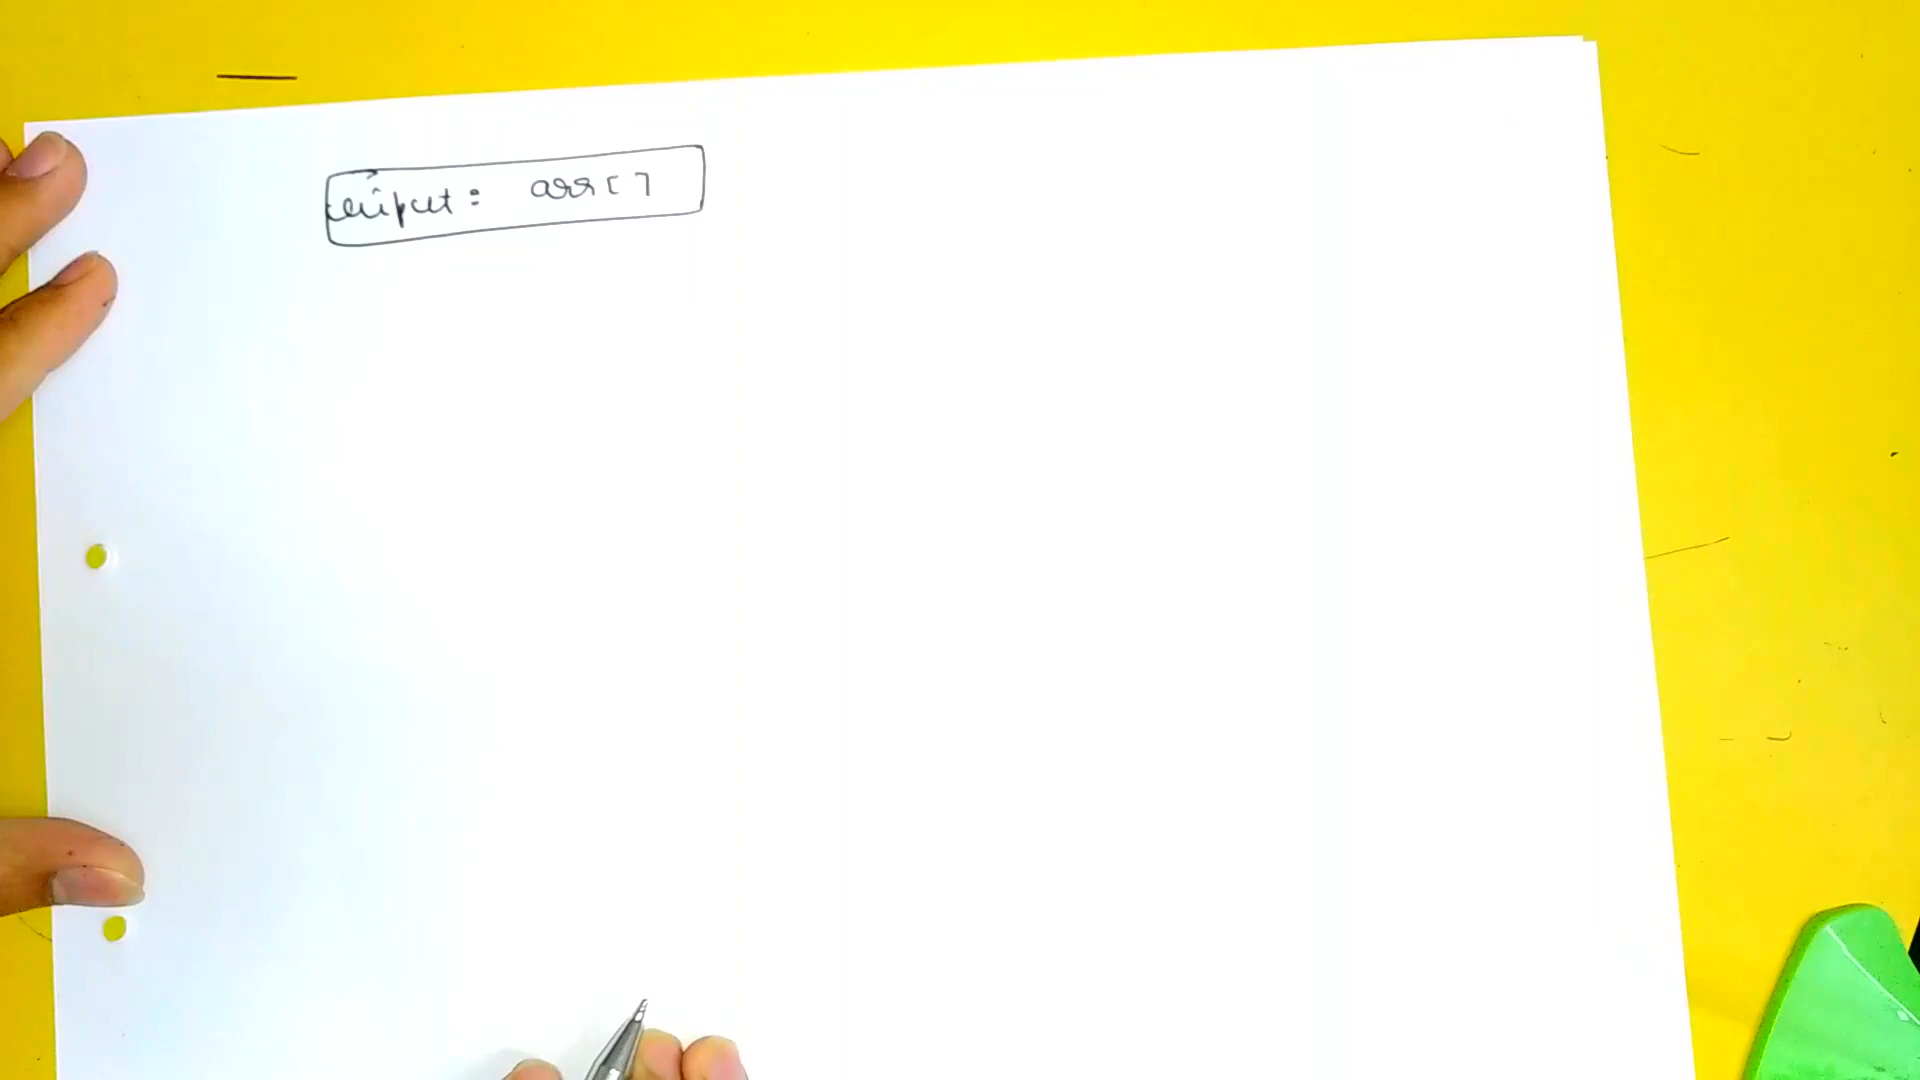 input : arr [ ]